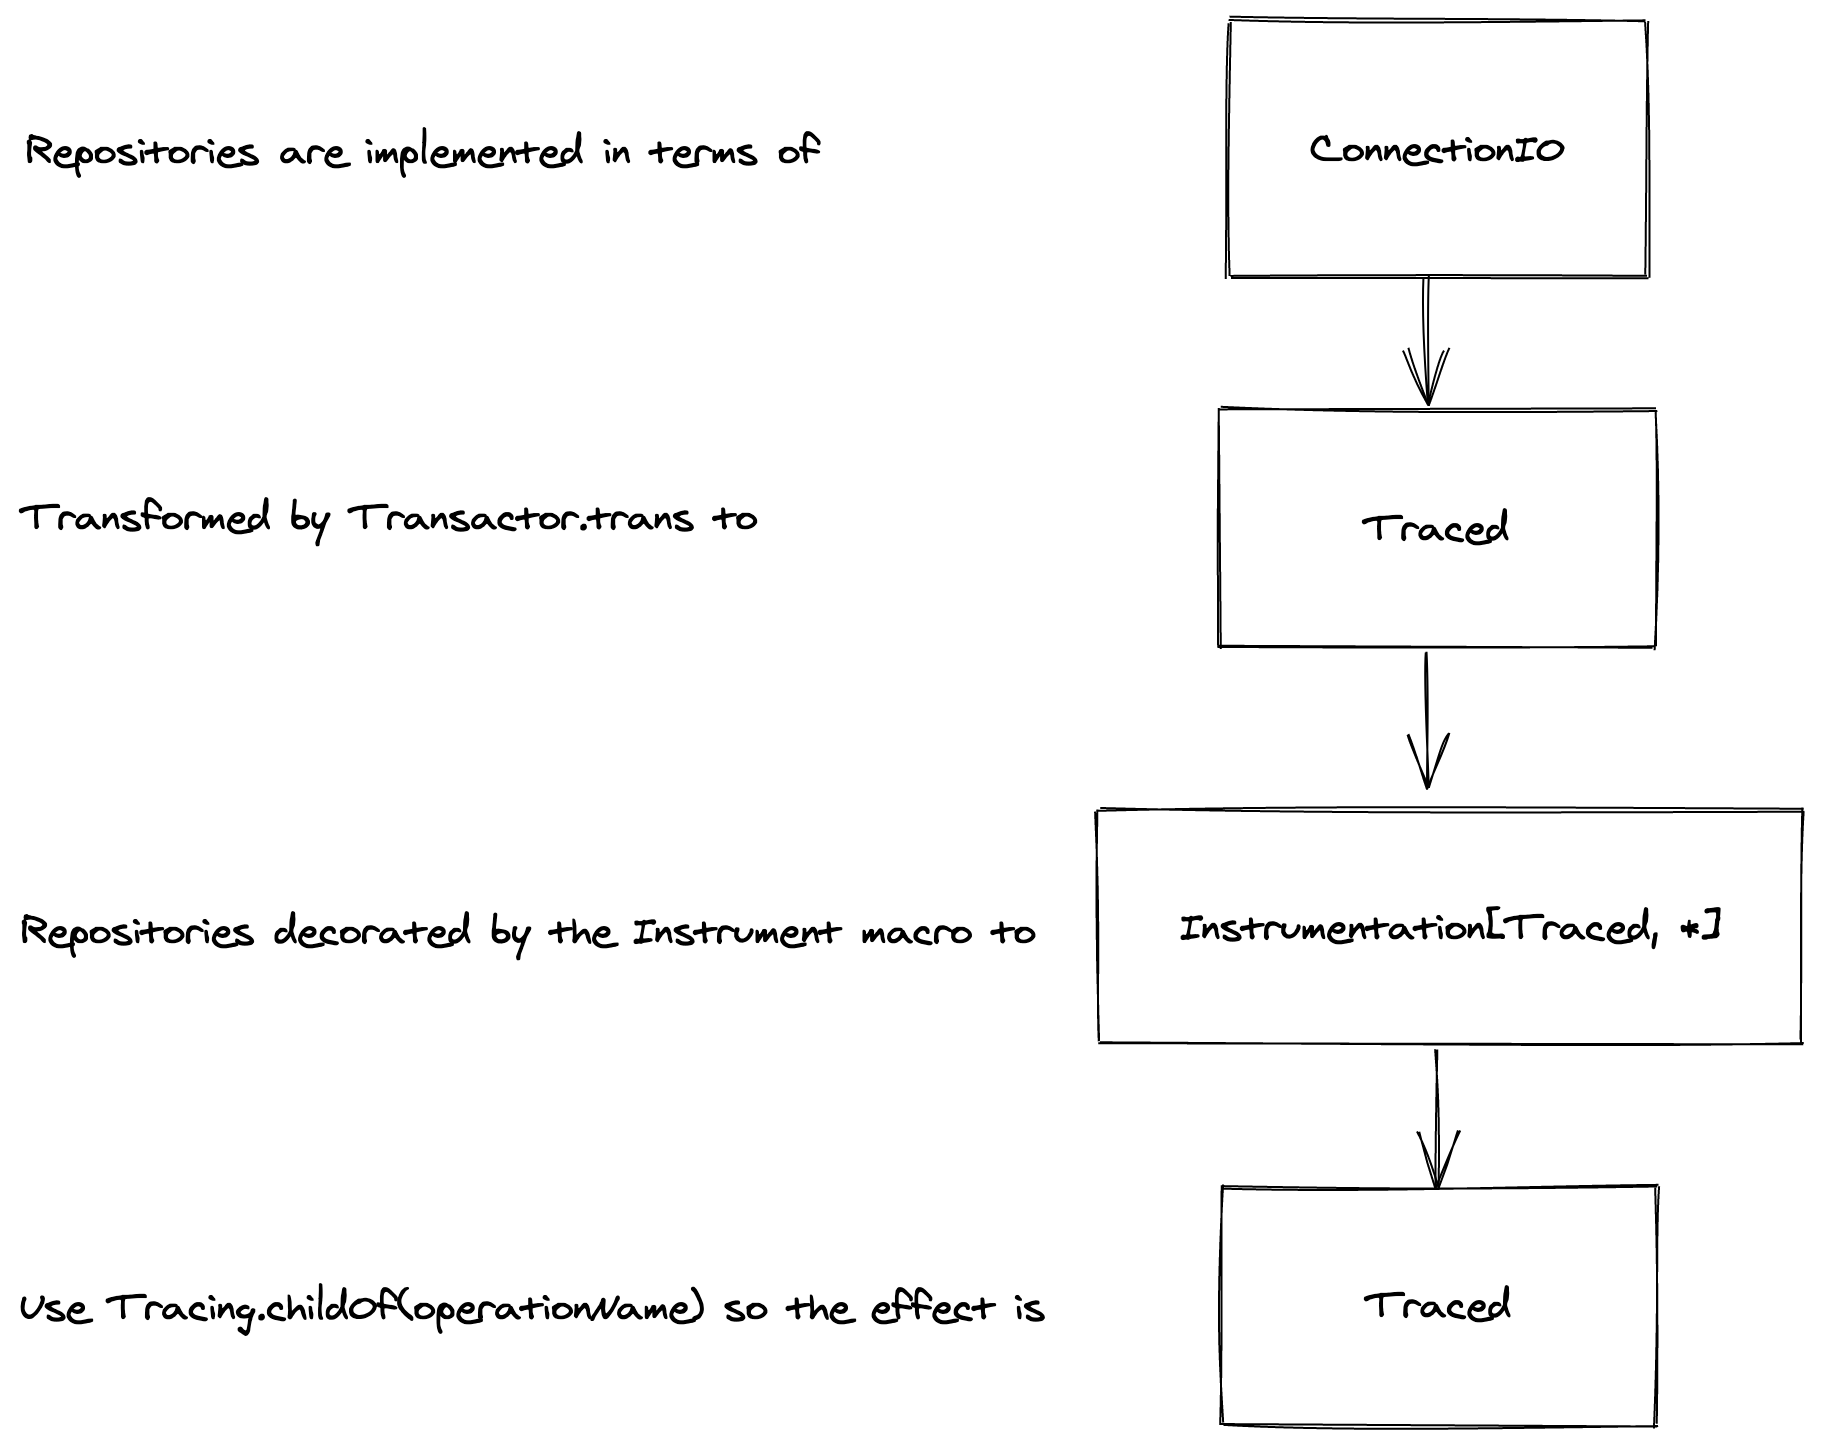 Repositories are implemented in terms of
ConnectionIO
Transformed by Transactor.trans to
Traced
Repositories decorated by the Instrument macro to
Instrumentation[Traced, *]
Use Tracing.childOf(operationName) so the effect is
Traced